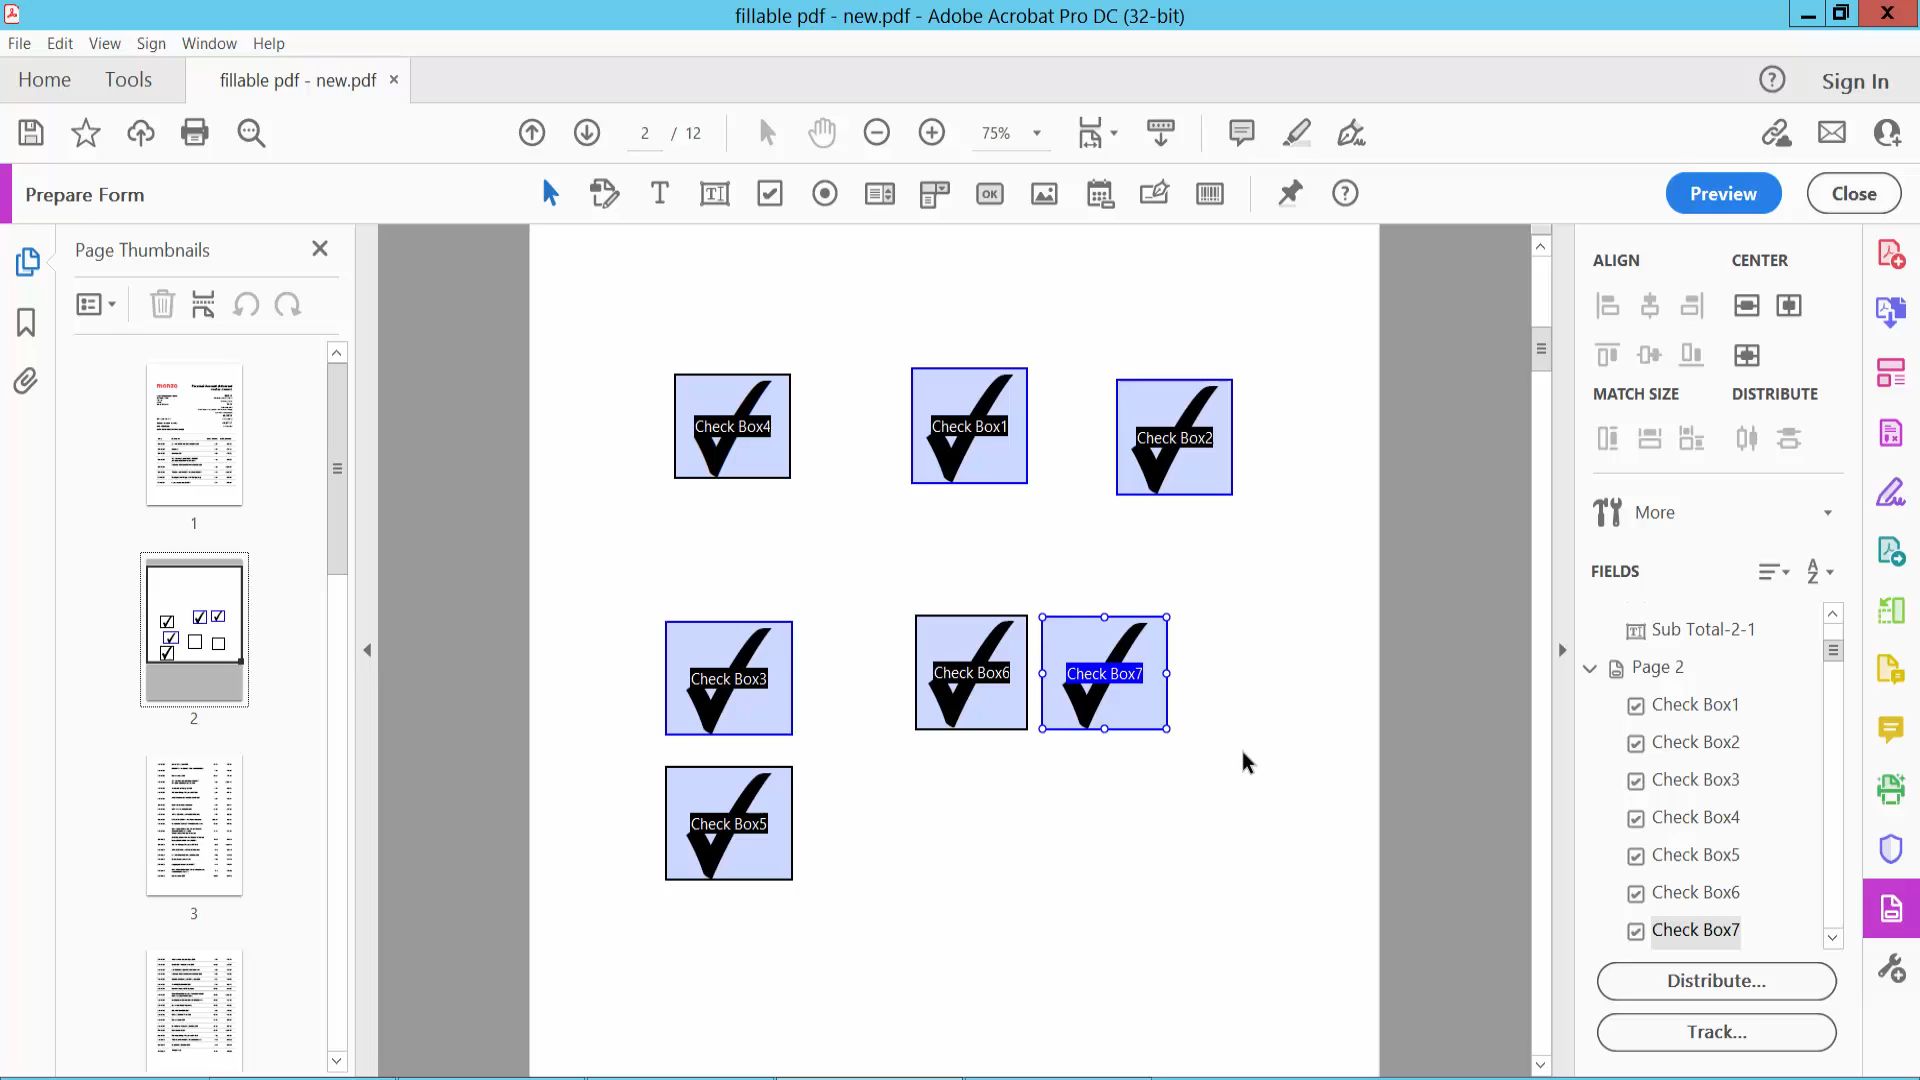 fillable pdf - new.pdf - Adobe Acrobat Pro DC (32-bit)
File Edit View Sign Window Help
Home Tools fillable pdf - new.pdf × Sign In
2 / 12 75%
Prepare Form Preview Close
Page Thumbnails
monzo
1
2
3
Check Box4 Check Box1 Check Box2
Check Box3 Check Box6 Check Box7
Check Box5
ALIGN CENTER
MATCH SIZE DISTRIBUTE
More
FIELDS
Sub Total-2-1
Page 2
Check Box1
Check Box2
Check Box3
Check Box4
Check Box5
Check Box6
Check Box7
Distribute...
Track...